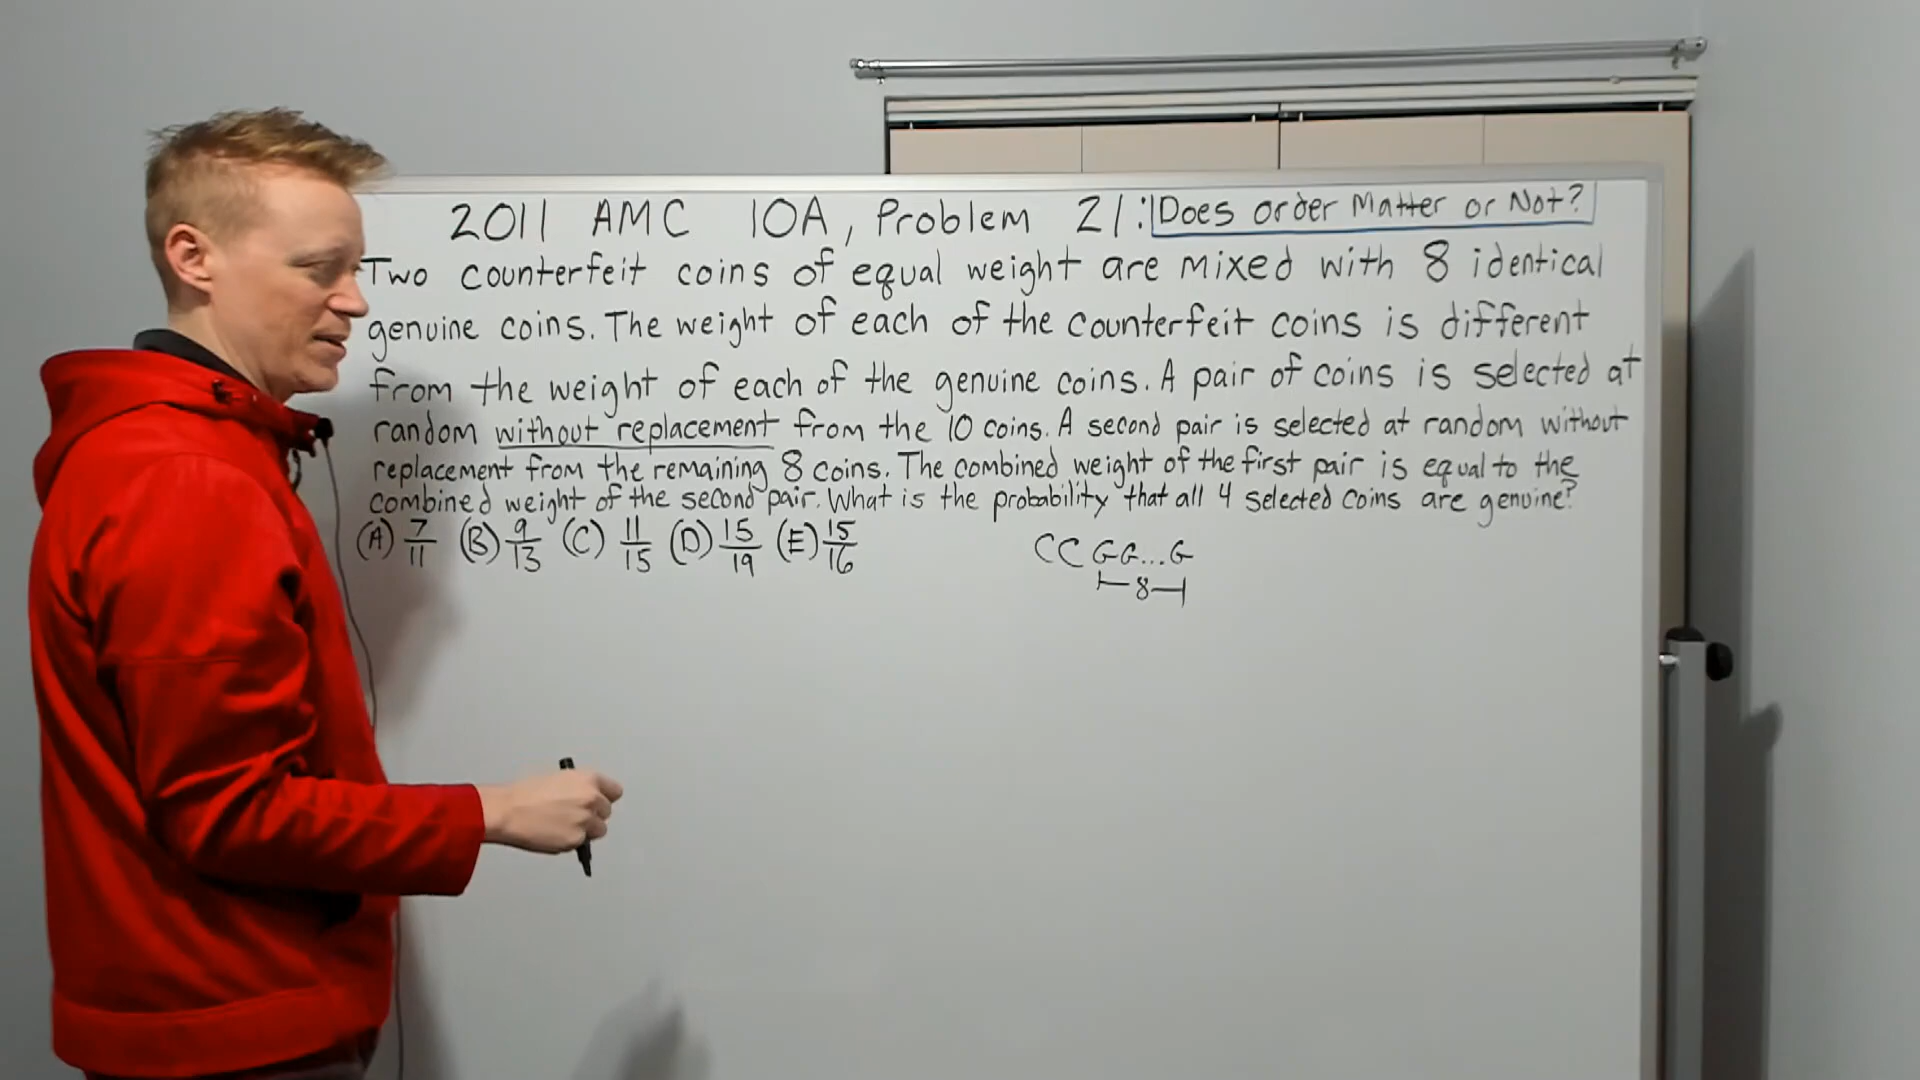 2011 AMC 10A, Problem 21: Does order Matter or Not?
Two counterfeit coins of equal weight are mixed with 8 identical
genuine coins. The weight of each of the counterfeit coins is different
from the weight of each of the genuine coins. A pair of coins is selected at
random without replacement from the 10 coins. A second pair is selected at random without
replacement from the remaining 8 coins. The combined weight of the first pair is equal to the
combined weight of the second pair. What is the probability that all 4 selected coins are genuine?
(A) 7/11 (B) 9/13 (C) 11/15 (D) 15/19 (E) 15/16
CCGG...G
8